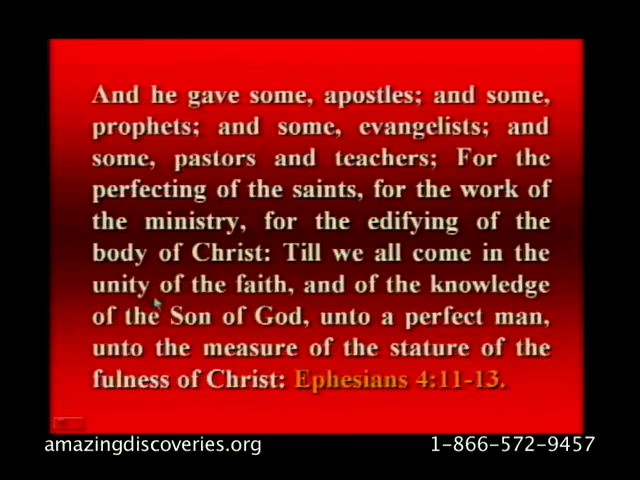 And he gave some, apostles; and some,
prophets; and some, evangelists; and
some, pastors and teachers; For the
perfecting of the saints, for the work of
the ministry, for the edifying of the
body of Christ: Till we all come in the
unity of the faith, and of the knowledge
of the Son of God, unto a perfect man,
unto the measure of the stature of the
fulness of Christ: Ephesians 4:11-13.
amazingdiscoveries.org 1-866-572-9457